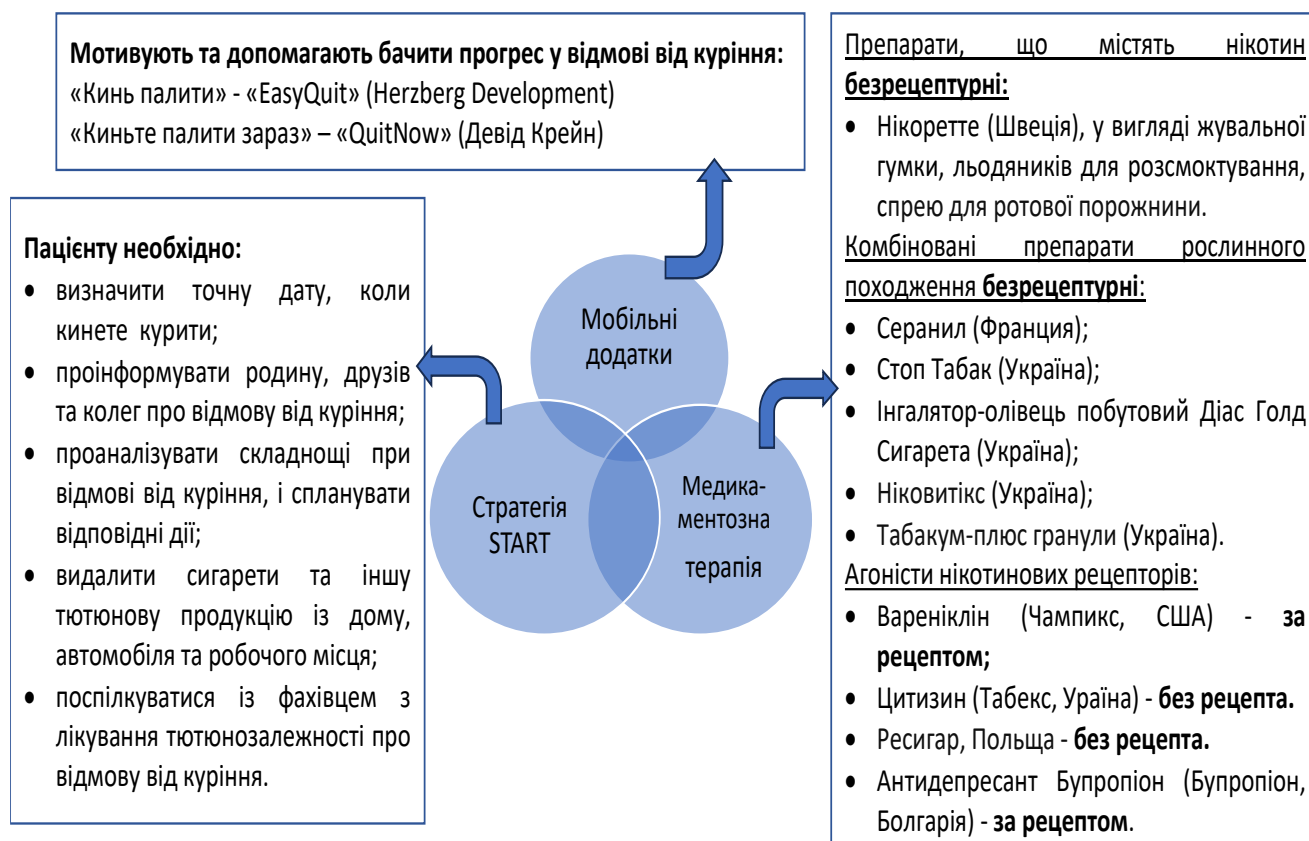 Мотивують та допомагають бачити прогрес у відмові від куріння:
«Кинь палити» - «EasyQuit» (Herzberg Development)
«Киньте палити зараз» – «QuitNow» (Девід Крейн)
Пацієнту необхідно:
• визначити точну дату, коли
кинете курити;
• проінформувати родину, друзів
та колег про відмову від куріння;
• проаналізувати складнощі при
відмові від куріння, і спланувати
відповідні дії;
• видалити сигарети та іншу
тютюнову продукцію із дому,
автомобіля та робочого місця;
• поспілкуватися із фахівцем з
лікування тютюнозалежності про
відмову від куріння.
Мобільні
додатки
Стратегія
START
Медика-
ментозна
терапія
Препарати, що містять нікотин
безрецептурні:
• Нікоретте (Швеція), у вигляді жувальної
гумки, льодяників для розсмоктування,
спрею для ротової порожнини.
Комбіновані препарати рослинного
походження безрецептурні:
• Серанил (Франция);
• Стоп Табак (Україна);
• Інгалятор-олівець побутовий Діас Голд
Сигарета (Україна);
• Ніковитікс (Україна);
• Табакум-плюс гранули (Україна).
Агоністи нікотинових рецепторів:
• Вареніклін (Чампикс, США) - за
рецептом;
• Цитизин (Табекс, Ураїна) - без рецепта.
• Ресигар, Польща - без рецепта.
• Антидепресант Бупропіон (Бупропіон,
Болгарія) - за рецептом.